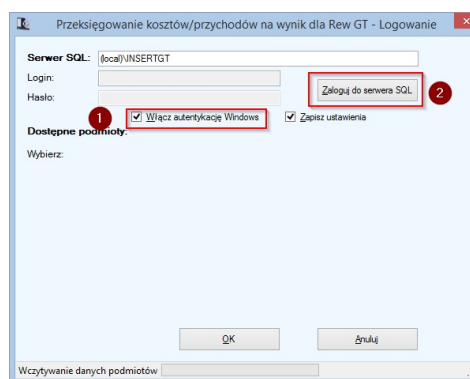 Przeksięgowanie kosztów/przychodów na wynik dla Rew GT - Logowanie
Serwer SQL: (local)\INSERTGT
Login:
Hasło:
Zaloguj do serwera SQL
2
1
Włącz autentykację Windows
Zapisz ustawienia
Dostępne podmioty:
Wybierz:
OK
Anuluj
Wczytywanie danych podmiotów